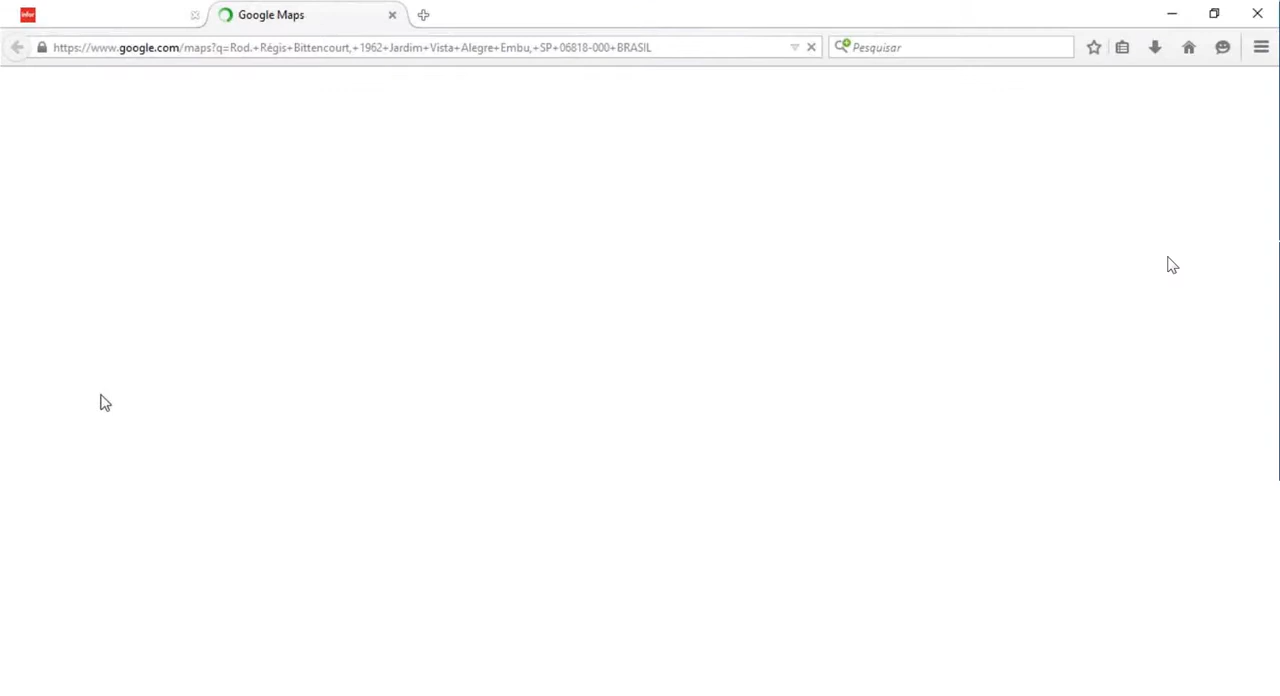 infor
Google Maps
https://www.google.com/maps?q=Rod.+Régis+Bittencourt,+1962+Jardim+Vista+Alegre+Embu,+SP+06818-000+BRASIL
Pesquisar